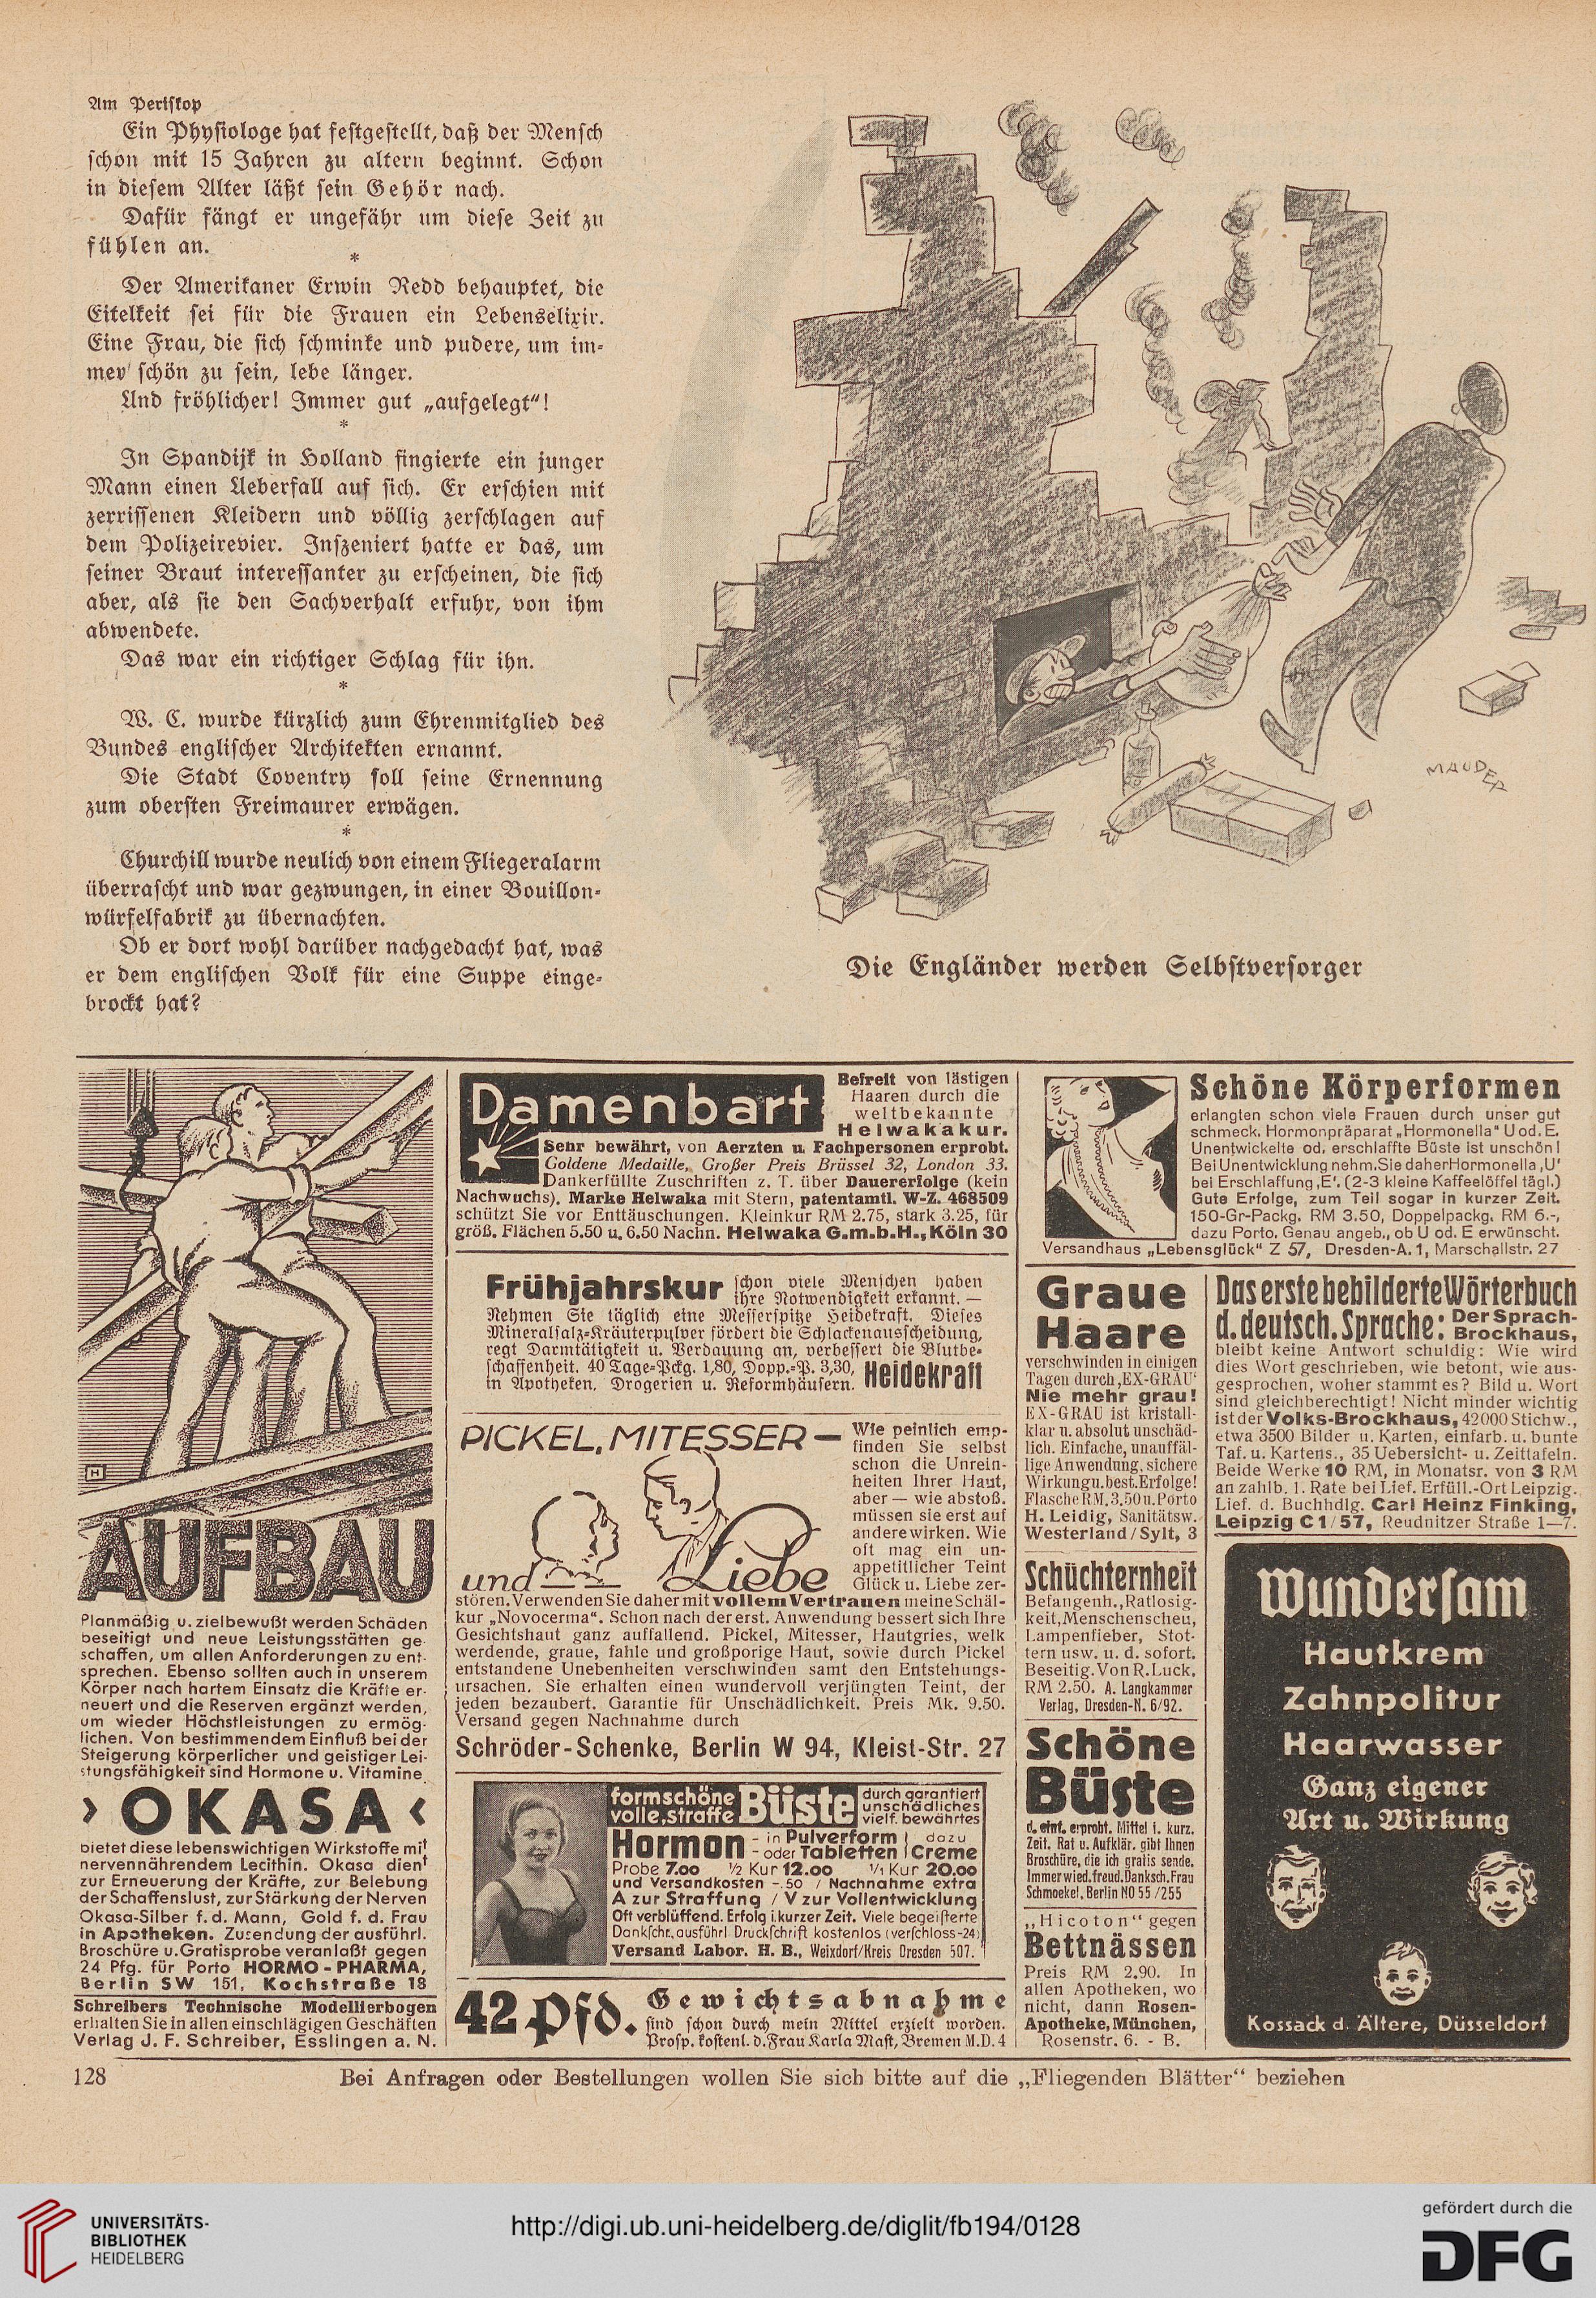 Am Periskop
Ein Physiologe hat festgestellt, daß der Mensch
schon mit 15 Jahren zu altern beginnt. Schon
in diesem Alter läßt sein Gehör nach.
Dafür fängt er ungefähr um diese Zeit zu
fühlen an.
*
Der Amerikaner Erwin Redd behauptet, die
Eitelkeit sei für die Frauen ein Lebenselixir.
Eine Frau, die sich schminke und pudere, um im-
mer schön zu sein, lebe länger.
Und fröhlicher! Immer gut „aufgelegt“!
*
In Spandijk in Holland fingierte ein junger
Mann einen Ueberfall auf sich. Er erschien mit
zerrissenen Kleidern und völlig zerschlagen auf
dem Polizeirevier. Inszeniert hatte er das, um
seiner Braut interessanter zu erscheinen, die sich
aber, als sie den Sachverhalt erfuhr, von ihm
abwendete.
Das war ein richtiger Schlag für ihn.
*
W. C. wurde kürzlich zum Ehrenmitglied des
Bundes englischer Architekten ernannt.
Die Stadt Coventry soll seine Ernennung
zum obersten Freimaurer erwägen.
*
Churchill wurde neulich von einem Fliegeralarm
überrascht und war gezwungen, in einer Bouillon-
würfelfabrik zu übernachten.
Ob er dort wohl darüber nachgedacht hat, was
er dem englischen Volk für eine Suppe einge-
brockt hat?
MAUDER
Die Engländer werden Selbstversorger
H
AUFBAU
Planmäßig u. zielbewußt werden Schäden
beseitigt und neue Leistungsstätten ge-
schaffen, um allen Anforderungen zu ent-
sprechen. Ebenso sollten auch in unserem
Körper nach hartem Einsatz die Kräfte er-
neuert und die Reserven ergänzt werden,
um wieder Höchstleistungen zu ermög-
lichen. Von bestimmendem Einfluß bei der
Steigerung körperlicher und geistiger Lei-
stungsfähigkeit sind Hormone u. Vitamine
› OKASA ‹
bietet diese lebenswichtigen Wirkstoffe mit
nervennährendem Lecithin. Okasa dient
zur Erneuerung der Kräfte, zur Belebung
der Schaffenslust, zur Stärkung der Nerven
Okasa-Silber f. d. Mann, Gold f. d. Frau
in Apotheken. Zusendung der ausführl.
Broschüre u. Gratisprobe veranlaßt gegen
24 Pfg. für Porto HORMO-PHARMA,
Berlin SW 151, Kochstraße 18
Schreibers Technische Modellierbogen
erhalten Sie in allen einschlägigen Geschäften
Verlag J. F. Schreiber, Esslingen a. N.
Damenbart
Befreit von lästigen
Haaren durch die
weltbekannte
Helwakakur.
Sehr bewährt, von Aerzten u. Fachpersonen erprobt.
Goldene Medaille, Großer Preis Brüssel 32, London 33.
Dankerfüllte Zuschriften z. T. über Dauererfolge (kein
Nachwuchs). Marke Helwaka mit Stern, patentamtl. W-Z. 468509
schützt Sie vor Enttäuschungen. Kleinkur RM 2.75, stark 3.25, für
größ. Flächen 5.50 u. 6.50 Nachn. Helwaka G.m.b.H., Köln 30
Frühjahrskur schon viele Menschen haben
ihre Notwendigkeit erkannt. —
Nehmen Sie täglich eine Messerspitze Heidekraft. Dieses
Mineralsalz-Kräuterpulver fördert die Schlackenausscheidung,
regt Darmtätigkeit u. Verdauung an, verbessert die Blutbe-
schaffenheit. 40 Tage-Pckg. 1,80, Dopp.-P. 3,30,
in Apotheken, Drogerien u. Reformhäusern. Heidekraft
PICKEL, MITESSER —
und Liebe
Wie peinlich emp-
finden Sie selbst
schon die Unrein-
heiten Ihrer Haut,
aber — wie abstoß.
müssen sie erst auf
andere wirken. Wie
oft mag ein un-
appetitlicher Teint
Glück u. Liebe zer-
stören. Verwenden Sie daher mit vollem Vertrauen meine Schäl-
kur „Novocerma“. Schon nach der erst. Anwendung bessert sich Ihre
Gesichtshaut ganz auffallend. Pickel, Mitesser, Hautgries, welk
werdende, graue, fahle und großporige Haut, sowie durch Pickel
entstandene Unebenheiten verschwinden samt den Entstehungs-
ursachen. Sie erhalten einen wundervoll verjüngten Teint, der
jeden bezaubert. Garantie für Unschädlichkeit. Preis Mk. 9.50.
Versand gegen Nachnahme durch
Schröder-Schenke, Berlin W 94, Kleist-Str. 27
formschöne
volle, straffe Büste durch garantiert
unschädliches
vielf. bewährtes
Hormon - in Pulverform
- oder Tabletten dazu
Creme
Probe 7.00 ½ Kur 12.00 1/1 Kur 20.00
und Versandkosten -.50 / Nachnahme extra
A zur Straffung / V zur Vollentwicklung
Oft verblüffend. Erfolg i. kurzer Zeit. Viele begeisterte
Dankschr., ausführl. Druckschrift kostenlos (verschloss-24)
Versand Labor. H. B., Weixdorf/Kreis Dresden 507.
42 Pfd. Gewichtsabnahme
sind schon durch mein Mittel erzielt worden.
Prosp. kostenl. d. Frau Karla Mast, Bremen M.D. 4
Schöne Körperformen
erlangten schon viele Frauen durch unser gut
schmeck. Hormonpräparat „Hormonella“ U od. E.
Unentwickelte od. erschlaffte Büste ist unschön!
Bei Unentwicklung nehm. Sie daher Hormonella ‚U‘
bei Erschlaffung ‚E‘. (2-3 kleine Kaffeelöffel tägl.)
Gute Erfolge, zum Teil sogar in kurzer Zeit.
150-Gr-Packg. RM 3.50, Doppelpackg. RM 6.-,
dazu Porto. Genau angeb., ob U od. E erwünscht.
Versandhaus „Lebensglück“ Z 57, Dresden-A. 1, Marschallstr. 27
Graue
Haare
verschwinden in einigen
Tagen durch ‚EX-GRAU‘
Nie mehr grau!
EX-GRAU ist kristall-
klar u. absolut unschäd-
lich. Einfache, unauffäl-
lige Anwendung, sichere
Wirkung u. best. Erfolge!
Flasche RM. 3.50 u. Porto
H. Leidig, Sanitätsw.
Westerland/Sylt, 3
Schüchternheit
Befangenh., Ratlosig-
keit, Menschenscheu,
Lampenfieber, Stot-
tern usw. u. d. sofort.
Beseitig. Von R. Luck.
RM 2.50. A. Langkammer
Verlag, Dresden-N. 6/92.
Schöne
Büste
d. einf. erprobt. Mittel i. kurz.
Zeit. Rat u. Aufklär. gibt Ihnen
Broschüre, die ich gratis sende.
Immer wied. freud. Danksch. Frau
Schmoekel, Berlin NO 55/255
„Hicoton“ gegen
Bettnässen
Preis RM 2.90. In
allen Apotheken, wo
nicht, dann Rosen-
Apotheke, München,
Rosenstr. 6. - B.
Das erste bebilderte Wörterbuch
d. deutsch. Sprache: Der Sprach-
Brockhaus,
bleibt keine Antwort schuldig: Wie wird
dies Wort geschrieben, wie betont, wie aus-
gesprochen, woher stammt es? Bild u. Wort
sind gleichberechtigt! Nicht minder wichtig
ist der Volks-Brockhaus, 42000 Stichw.,
etwa 3500 Bilder u. Karten, einfarb. u. bunte
Taf. u. Kartens., 35 Uebersicht- u. Zeittafeln.
Beide Werke 10 RM, in Monatsr. von 3 RM
an zahlb. 1. Rate bei Lief. Erfüll.-Ort Leipzig.
Lief. d. Buchhdlg. Carl Heinz Finking,
Leipzig C 1/57, Reudnitzer Straße 1—7.
Wundersam
Hautkrem
Zahnpolitur
Haarwasser
Ganz eigener
Art u. Wirkung
Kossack d. Ältere, Düsseldorf
128
Bei Anfragen oder Bestellungen wollen Sie sich bitte auf die „Fliegenden Blätter“ beziehen
UNIVERSITÄTS-
BIBLIOTHEK
HEIDELBERG
http://digi.ub.uni-heidelberg.de/diglit/fb194/0128
gefördert durch die
DFG